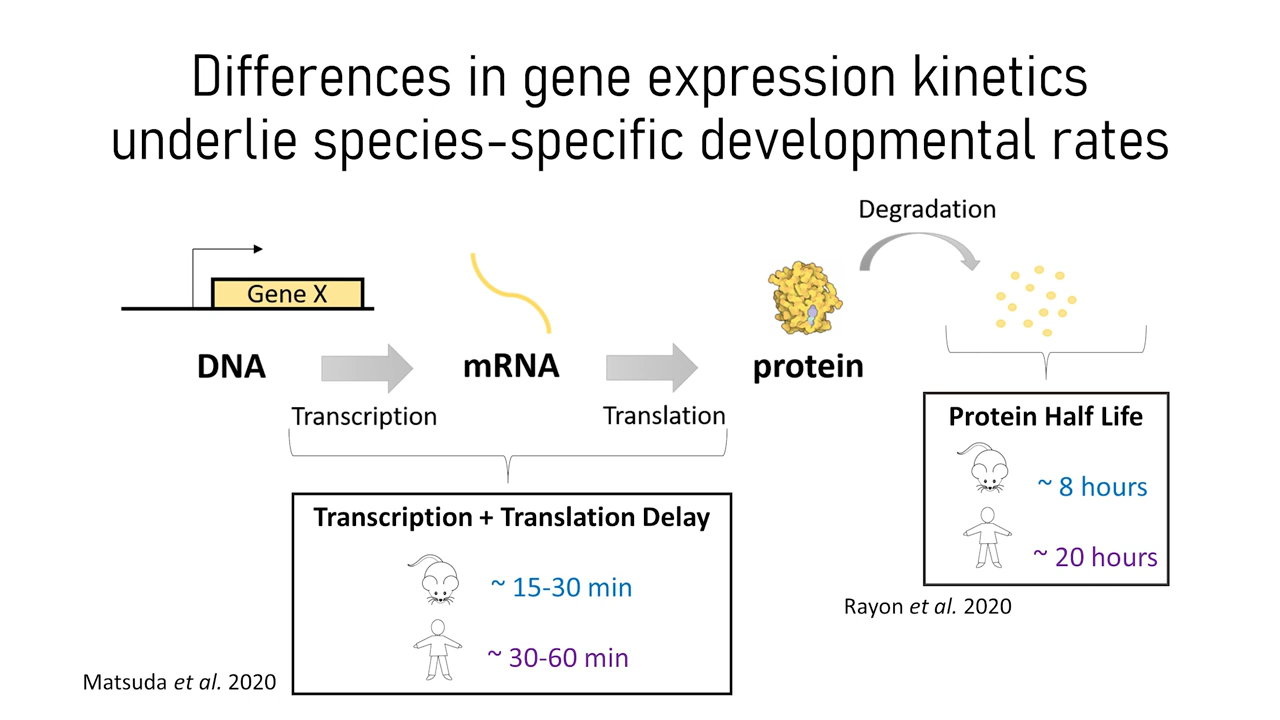 Differences in gene expression kinetics
underlie species-specific developmental rates
Degradation
Gene X
DNA
mRNA
protein
Transcription
Translation
Protein Half Life
~ 8 hours
~ 20 hours
Rayon et al. 2020
Transcription + Translation Delay
~ 15-30 min
~ 30-60 min
Matsuda et al. 2020